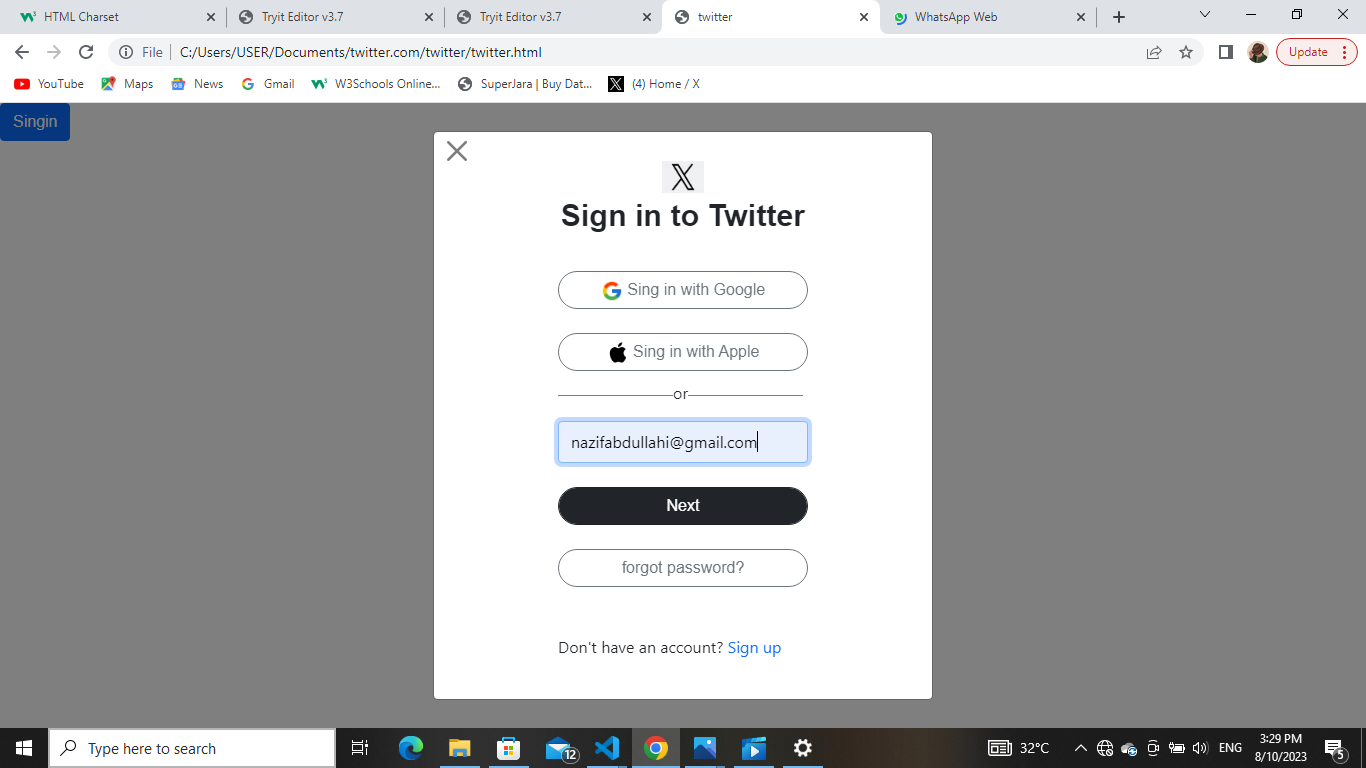 HTML Charset
Tryit Editor v3.7
Tryit Editor v3.7
twitter
WhatsApp Web
File
C:/Users/USER/Documents/twitter.com/twitter/twitter.html
Update
YouTube
Maps
News
Gmail
W3Schools Online...
SuperJara | Buy Dat...
(4) Home / X
Singin
Sign in to Twitter
Sing in with Google
Sing in with Apple
or
nazifabdullahi@gmail.com
Next
forgot password?
Don't have an account? Sign up
Type here to search
12
32°C
ENG
3:29 PM
8/10/2023
5